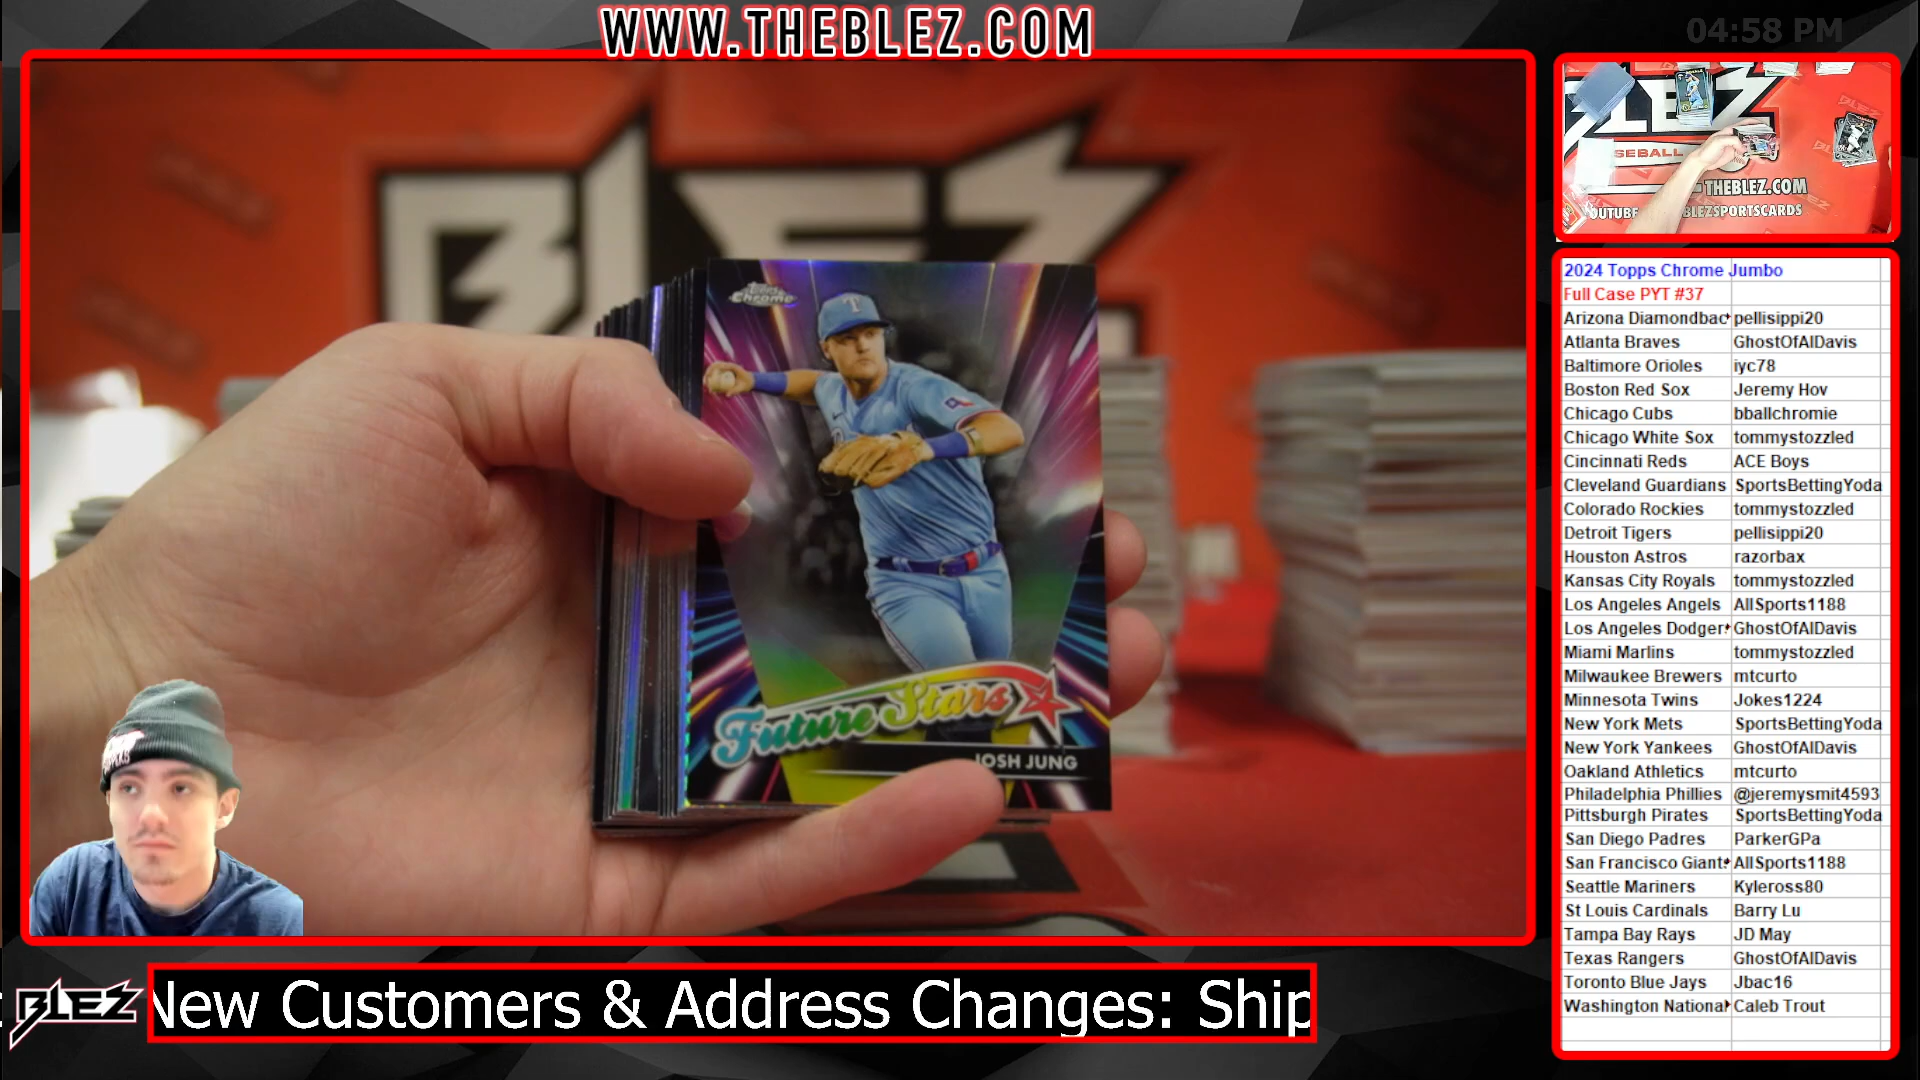 WWW.THEBLEZ.COM
04:58 PM
BLEZ
Topps
Chrome
T
Future Stars
JOSH JUNG
BLEZ
SEBALL
THEBLEZ.COM
BLEZSPORTSCARDS
2024 Topps Chrome Jumbo
Full Case PYT #37
Arizona Diamondbac pellisippi20
Atlanta Braves GhostOfAlDavis
Baltimore Orioles iyc78
Boston Red Sox Jeremy Hov
Chicago Cubs bballchromie
Chicago White Sox tommystozzled
Cincinnati Reds ACE Boys
Cleveland Guardians SportsBettingYoda
Colorado Rockies tommystozzled
Detroit Tigers pellisippi20
Houston Astros razorbax
Kansas City Royals tommystozzled
Los Angeles Angels AllSports1188
Los Angeles Dodger GhostOfAlDavis
Miami Marlins tommystozzled
Milwaukee Brewers mtcurto
Minnesota Twins Jokes1224
New York Mets SportsBettingYoda
New York Yankees GhostOfAlDavis
Oakland Athletics mtcurto
Philadelphia Phillies @jeremysmit4593
Pittsburgh Pirates SportsBettingYoda
San Diego Padres ParkerGPa
San Francisco Giant AllSports1188
Seattle Mariners Kyleross80
St Louis Cardinals Barry Lu
Tampa Bay Rays JD May
Texas Rangers GhostOfAlDavis
Toronto Blue Jays Jbac16
Washington National Caleb Trout
BLEZ
New Customers & Address Changes: Ship